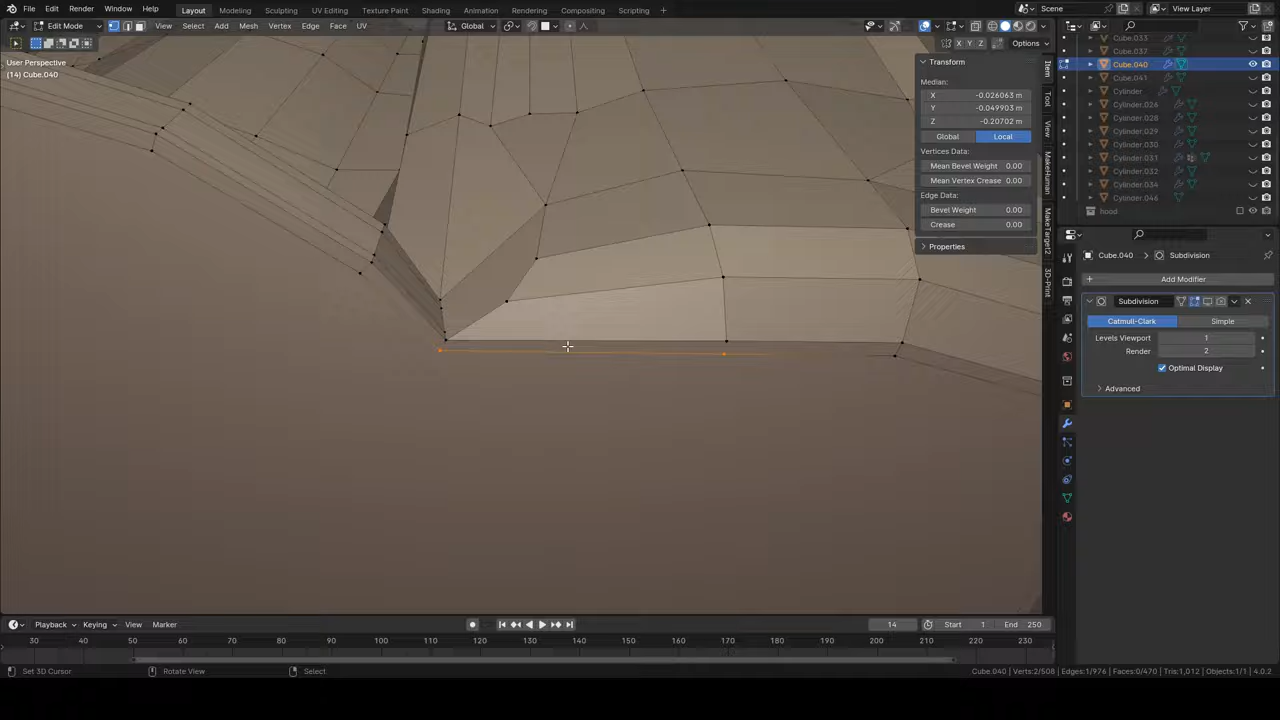 File Edit Render Window Help Layout Modeling Sculpting UV Editing Texture Paint Shading Animation Rendering Compositing Scripting + Scene View Layer
Edit Mode View Select Add Mesh Vertex Edge Face UV Global
X Y Z Options
User Perspective
(14) Cube.040
Transform
Median:
X -0.026063 m
Y -0.049903 m
Z -0.20702 m
Global Local
Vertices Data:
Mean Bevel Weight 0.00
Mean Vertex Crease 0.00
Edge Data:
Bevel Weight 0.00
Crease 0.00
Properties
Item
Tool
View
MakeHuman
MakeTarget2
3D-Print
Cube.033
Cube.037
Cube.040
Cube.041
Cylinder
Cylinder.026
Cylinder.028
Cylinder.029
Cylinder.030
Cylinder.031
Cylinder.032
Cylinder.034
Cylinder.046
hood
Cube.040 Subdivision
Add Modifier
Subdivision
Catmull-Clark Simple
Levels Viewport 1
Render 2
Optimal Display
Advanced
Playback Keying View Marker 14 Start 1 End 250
30 40 50 60 70 80 90 100 110 120 130 140 150 160 170 180 190 200 210 220 230
Set 3D Cursor Rotate View Select Cube.040 | Verts:2/508 | Edges:1/976 | Faces:0/470 | Tris:1,012 | Objects:1/1 | 4.0.2